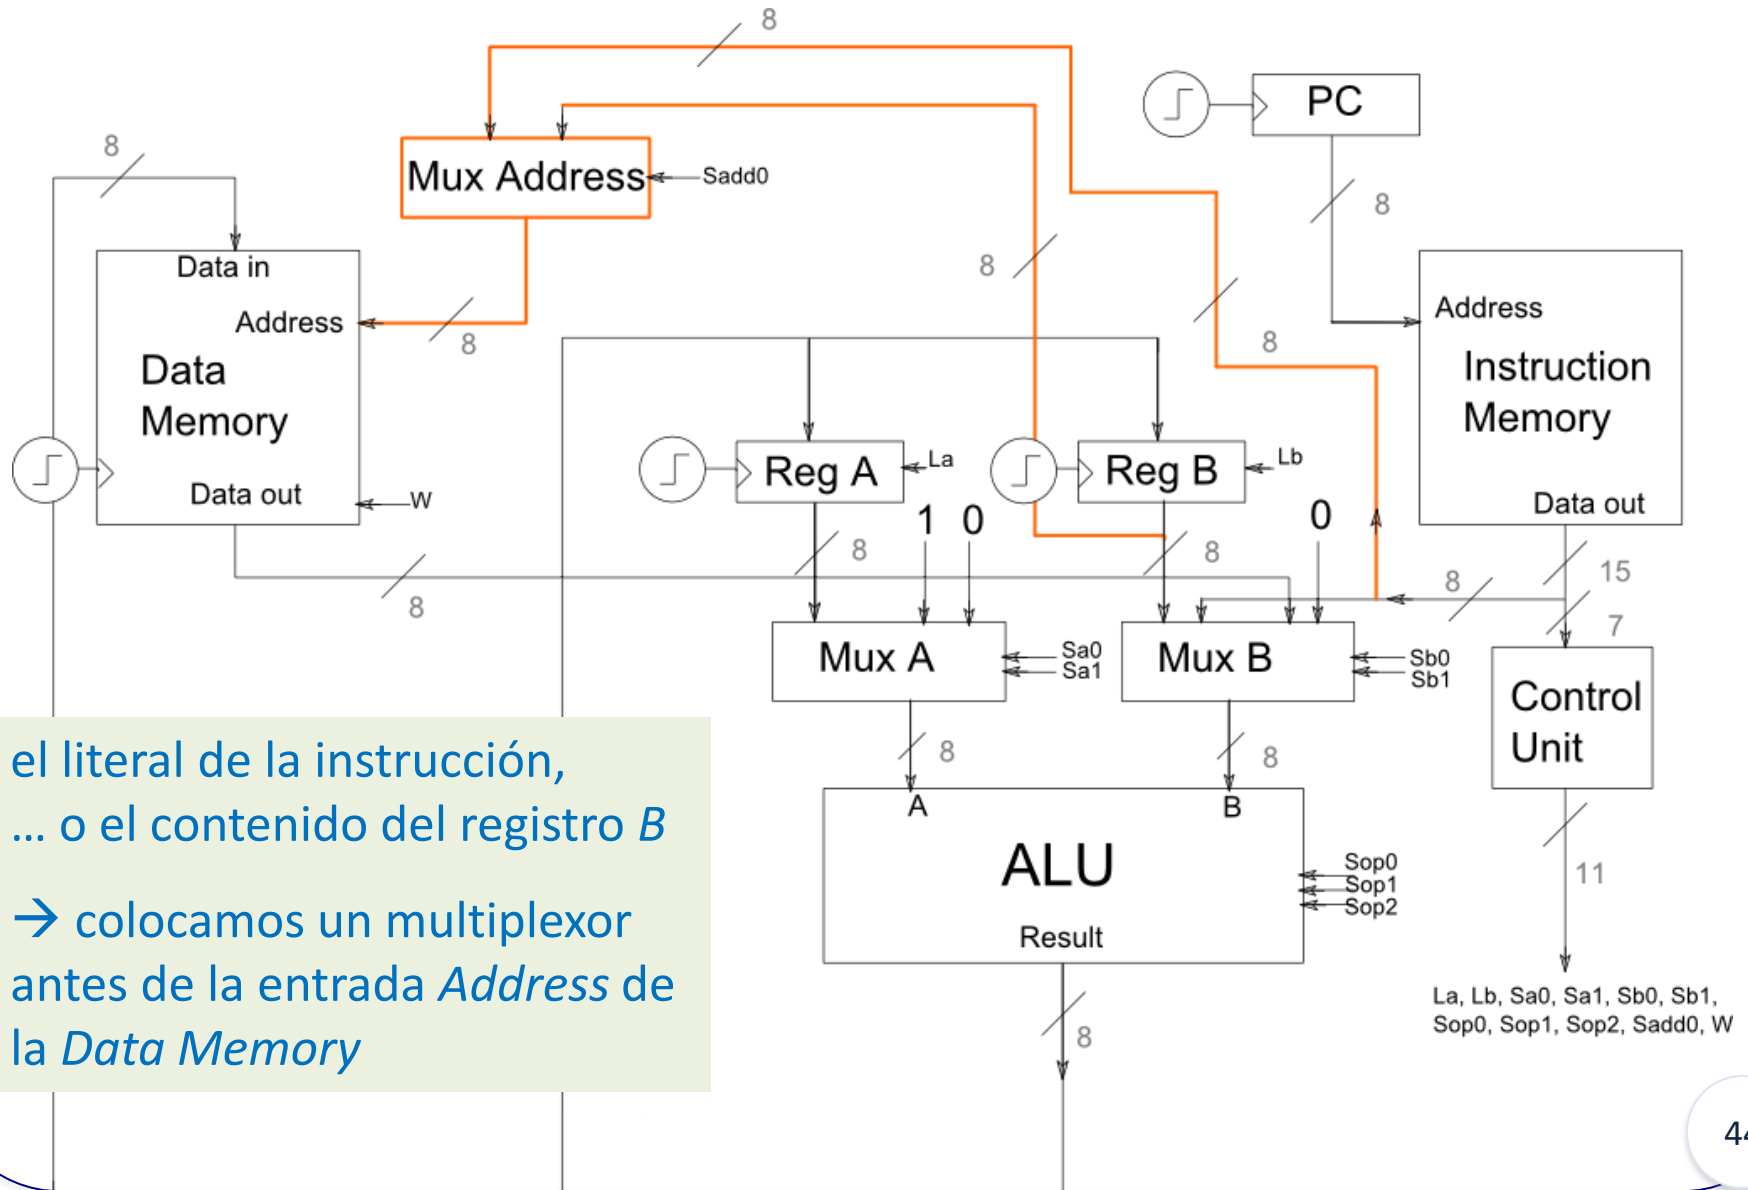 8
PC
8
Mux Address
Sadd0
8
8
Data in
Address
8
Data
Memory
Data out
W
8
8
8
Address
Instruction
Memory
Data out
Reg A
La
Reg B
Lb
1 0
0
8
8
8
15
7
8
Mux A
Sa0
Sa1
Mux B
Sb0
Sb1
Control
Unit
8
8
A
B
ALU
Sop0
Sop1
Sop2
Result
11
8
La, Lb, Sa0, Sa1, Sb0, Sb1,
Sop0, Sop1, Sop2, Sadd0, W
el literal de la instrucción,
... o el contenido del registro B
→ colocamos un multiplexor
antes de la entrada Address de
la Data Memory
44